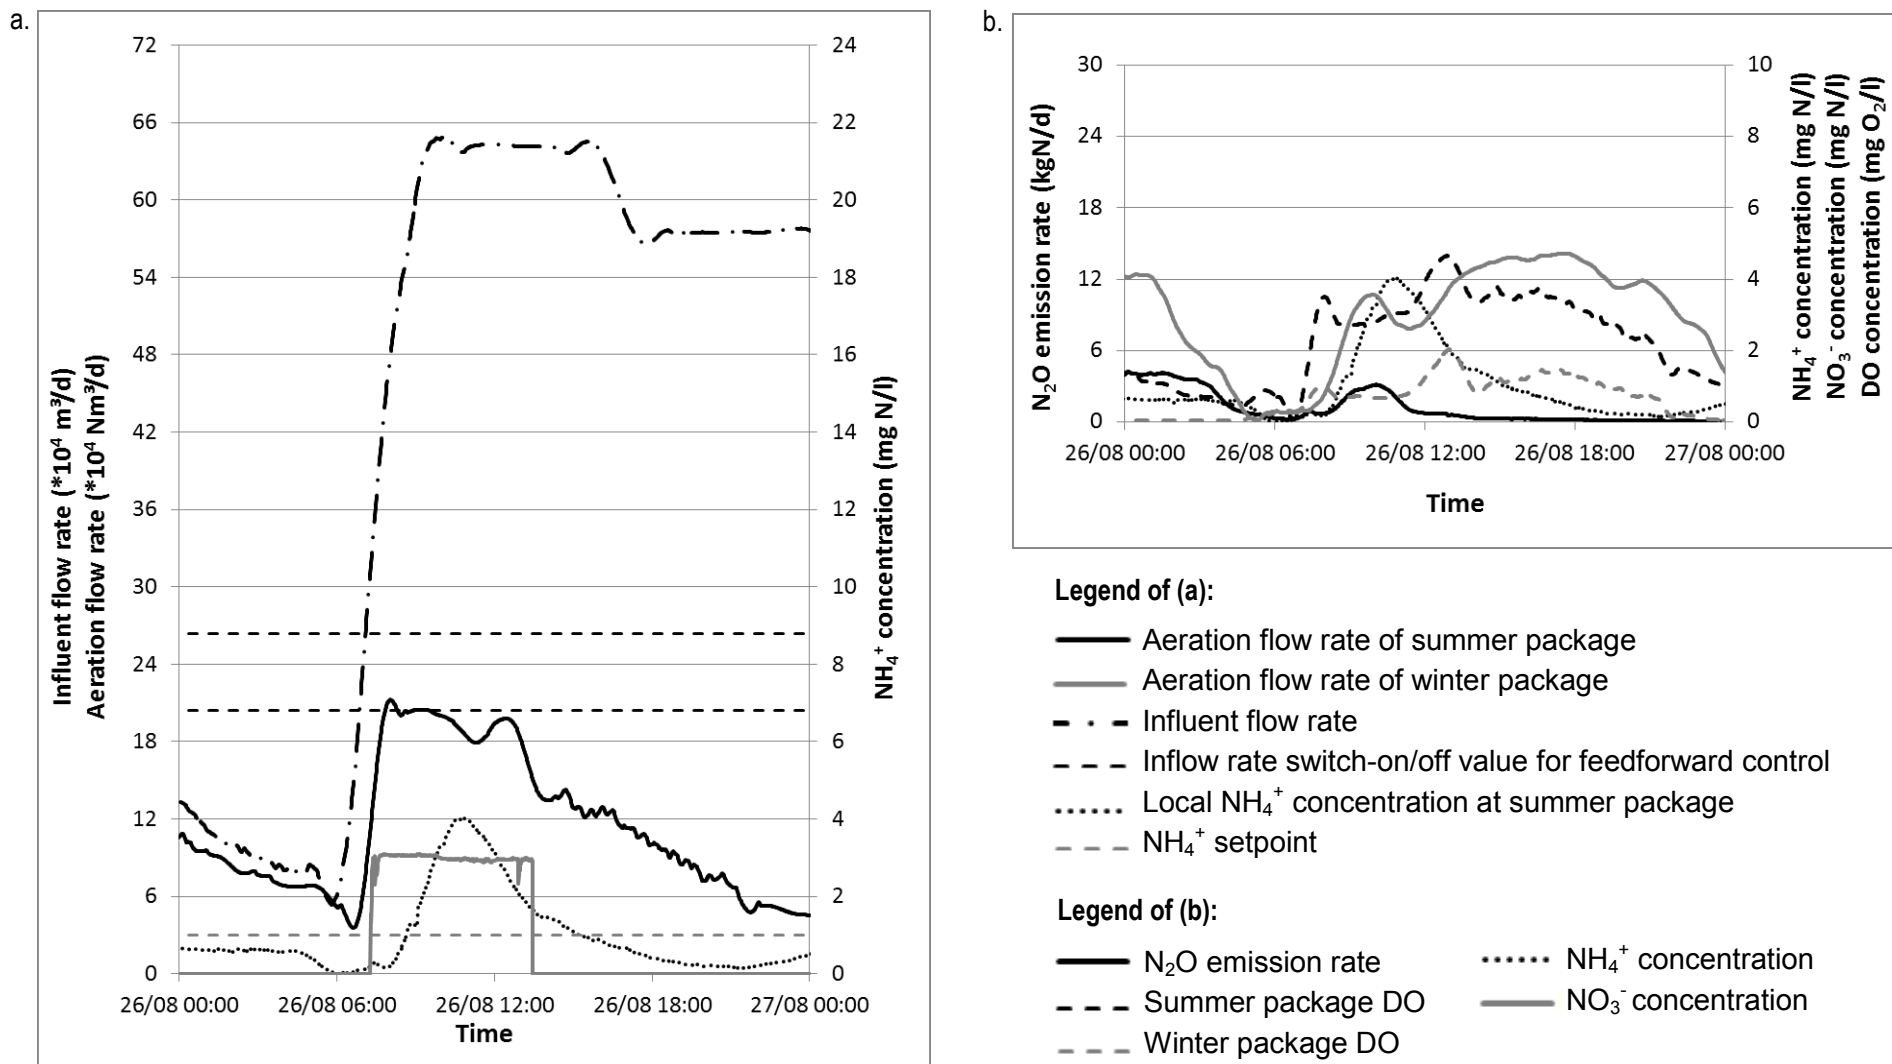 a.
72
66
60
54
48
42
36
30
24
18
12
6
0
24
22
20
18
16
14
12
10
8
6
4
2
0
Influent flow rate (*10⁴ m³/d)
Aeration flow rate (*10⁴ Nm³/d)
NH₄⁺ concentration (mg N/l)
26/08 00:00 26/08 06:00 26/08 12:00 26/08 18:00 27/08 00:00
Time
b.
30
24
18
12
6
0
10
8
6
4
2
0
N₂O emission rate (kgN/d)
NH₄⁺ concentration (mg N/l)
NO₃⁻ concentration (mg N/l)
DO concentration (mg O₂/l)
26/08 00:00 26/08 06:00 26/08 12:00 26/08 18:00 27/08 00:00
Time
Legend of (a):
Aeration flow rate of summer package
Aeration flow rate of winter package
Influent flow rate
Inflow rate switch-on/off value for feedforward control
Local NH₄⁺ concentration at summer package
NH₄⁺ setpoint
Legend of (b):
N₂O emission rate
Summer package DO
Winter package DO
NH₄⁺ concentration
NO₃⁻ concentration